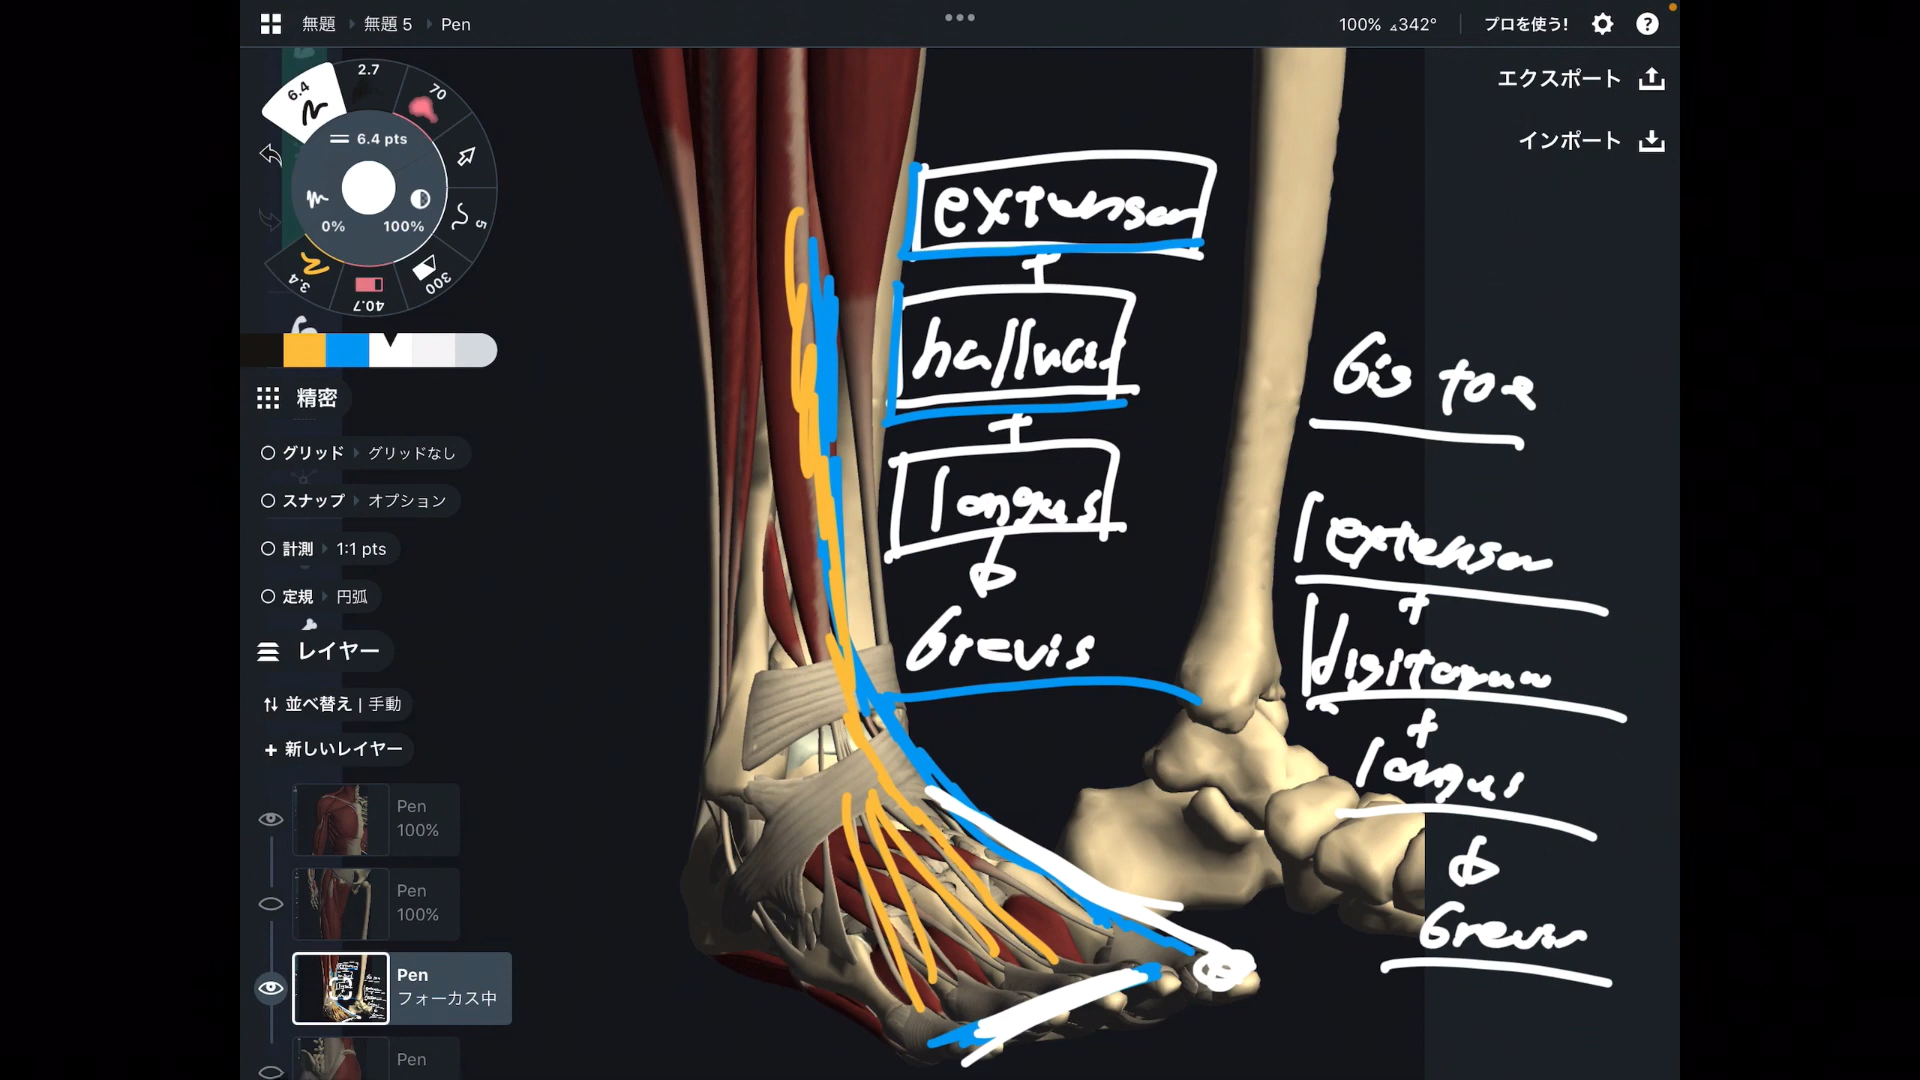 無題 無題 5 Pen
100% 342°
プロを使う!
エクスポート
インポート
2.7
6.4
70
6.4 pts
5
0% 100%
3.4
40.7
300
精密
グリッド グリッドなし
スナップ オプション
計測 1:1 pts
定規 円弧
レイヤー
並べ替え | 手動
+ 新しいレイヤー
Pen
100%
Pen
100%
Pen
フォーカス中
Pen
extensor
+
hallucis
+
longus
brevis
big toe
extensor
+
digitorum
+
longus
brevis